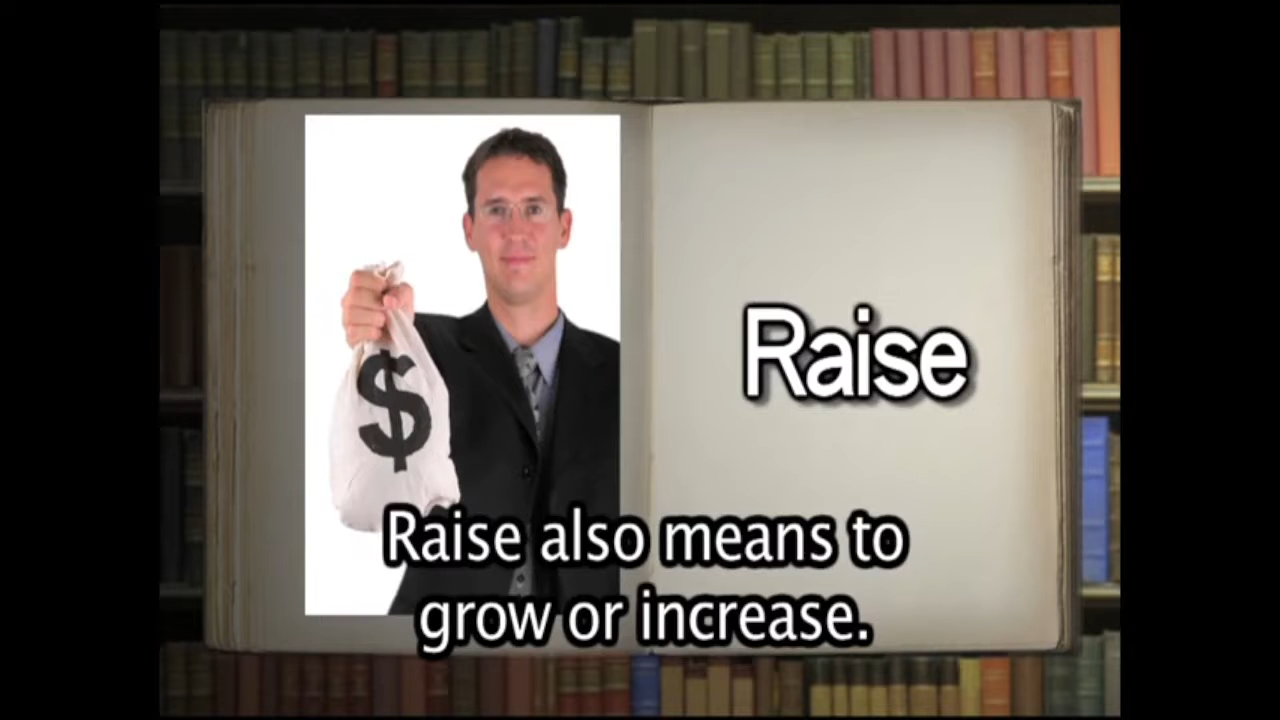 $
Raise
Raise also means to
grow or increase.